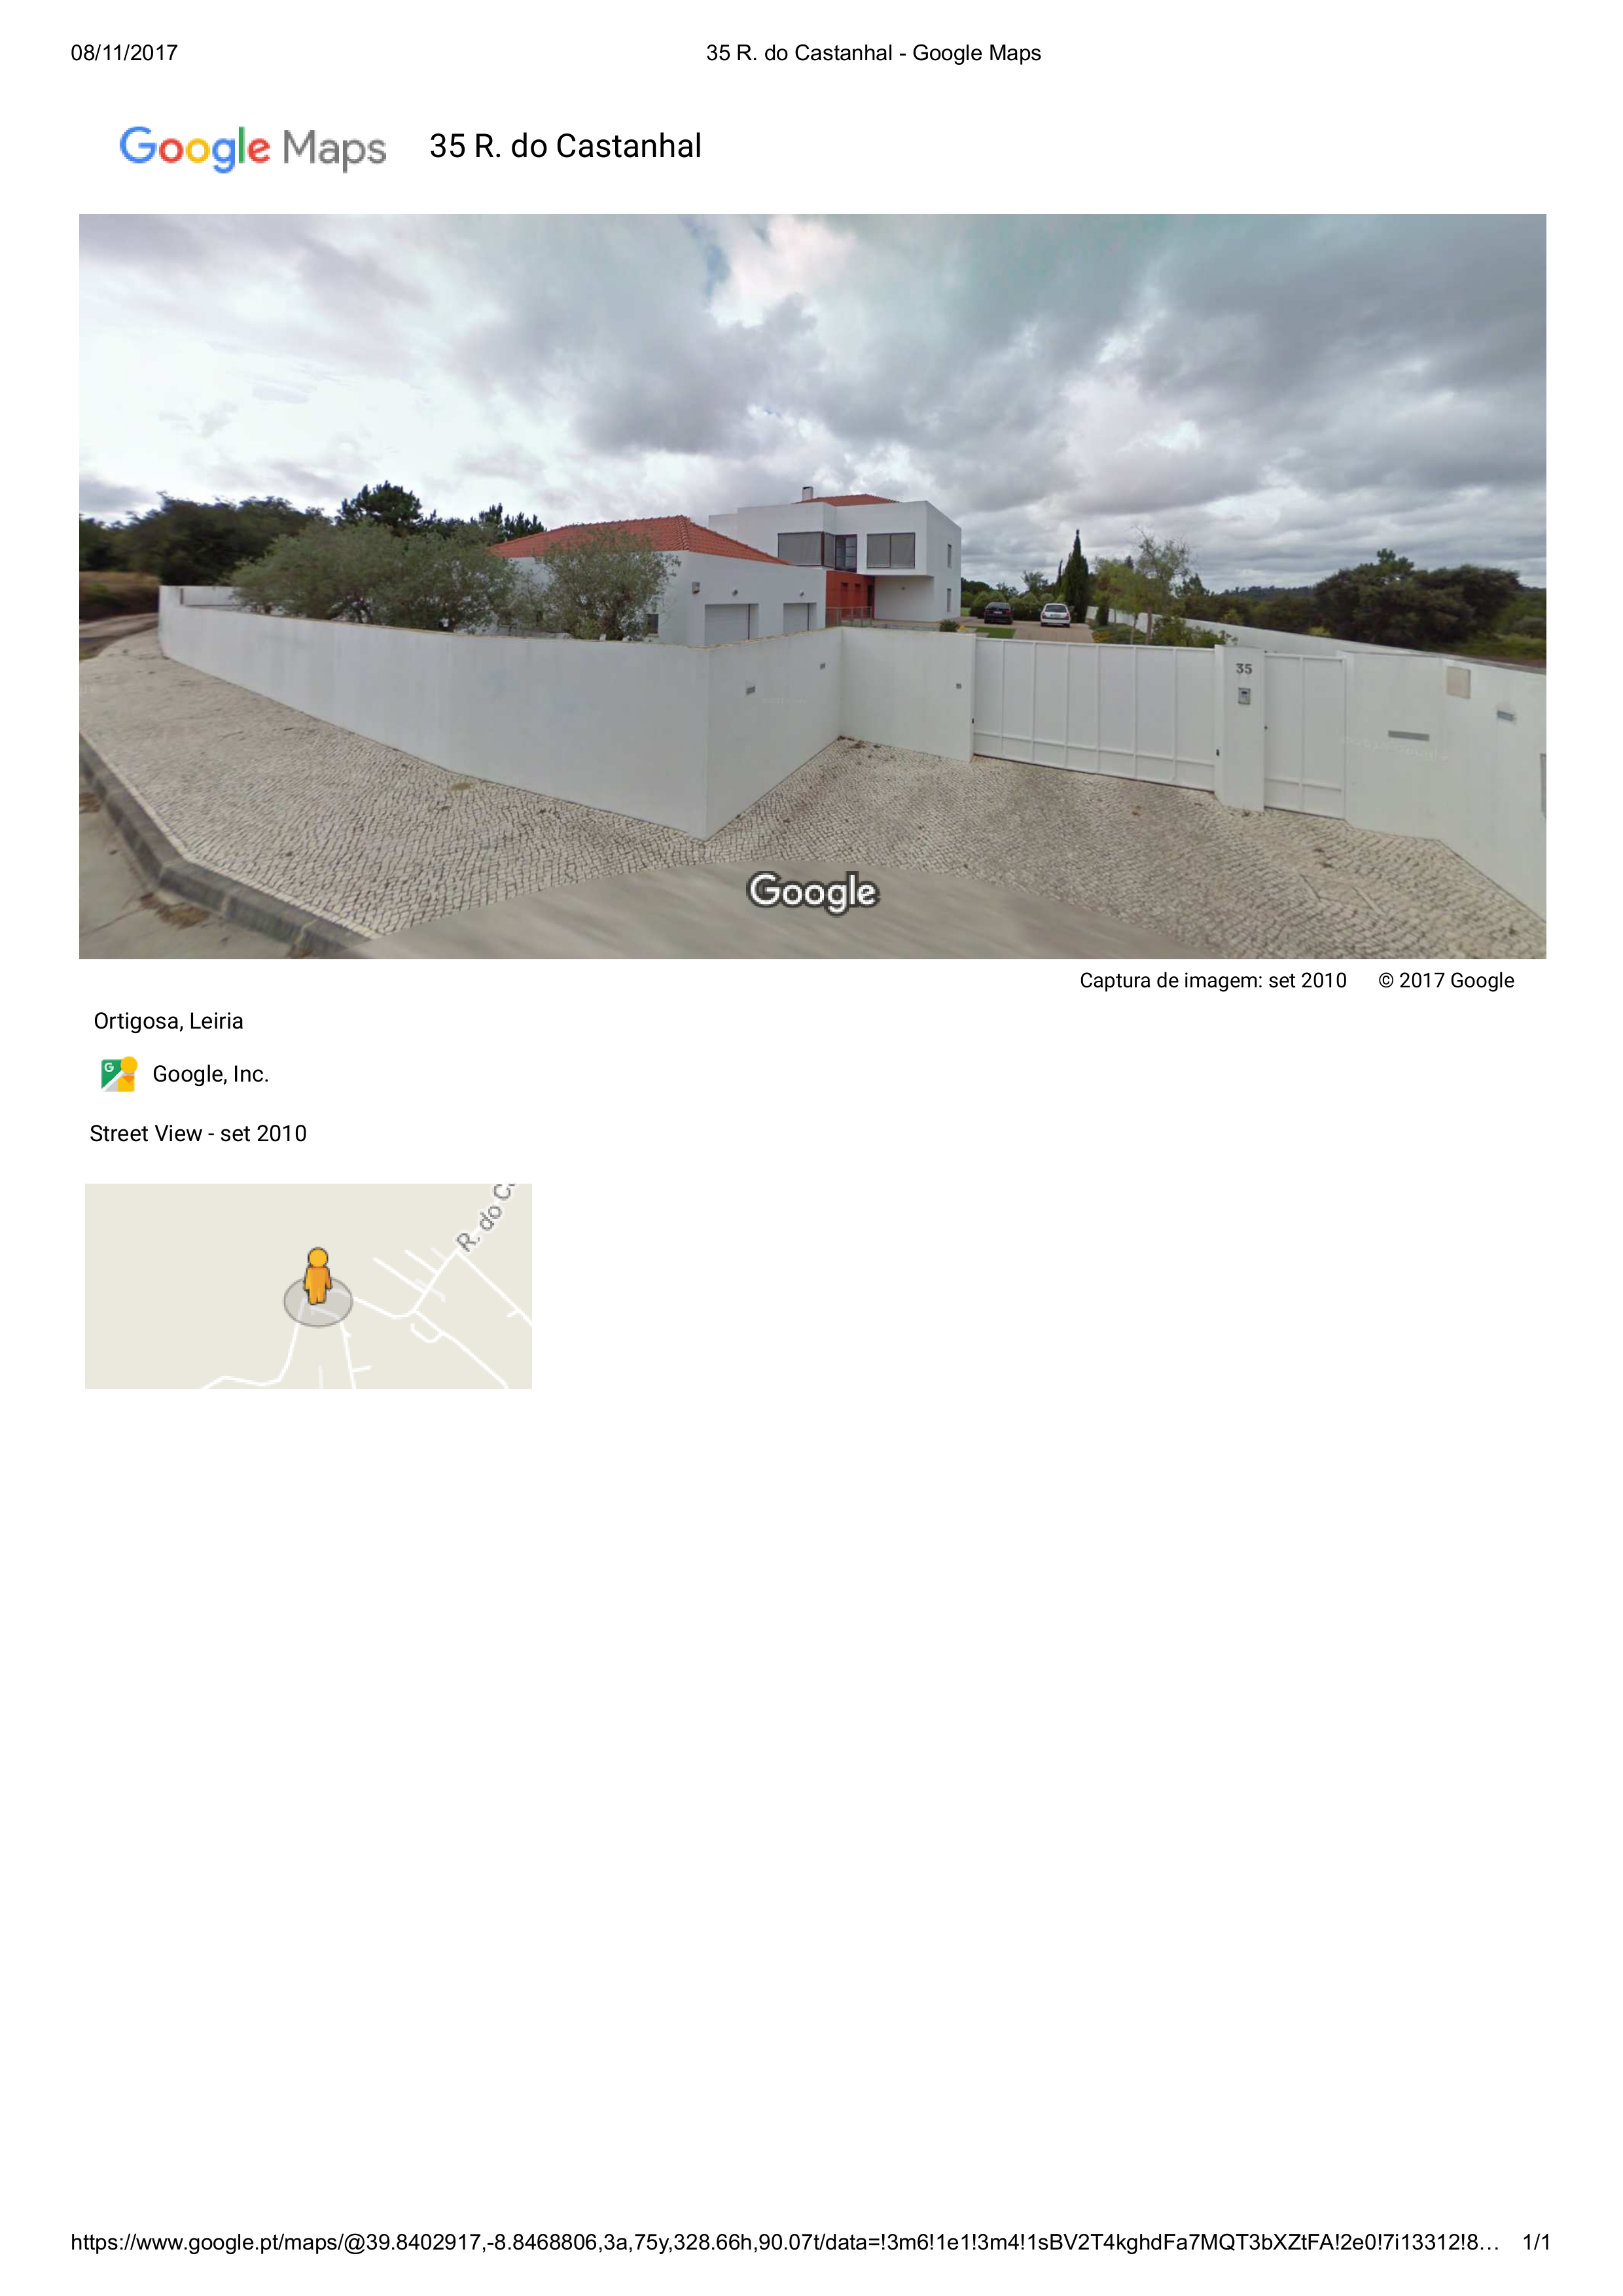 08/11/2017 35 R. do Castanhal - Google Maps
Google Maps 35 R. do Castanhal
35
Google
Captura de imagem: set 2010 © 2017 Google
Ortigosa, Leiria
G Google, Inc.
Street View - set 2010
R. do C
https://www.google.pt/maps/@39.8402917,-8.8468806,3a,75y,328.66h,90.07t/data=!3m6!1e1!3m4!1sBV2T4kghdFa7MQT3bXZtFA!2e0!7i13312!8… 1/1